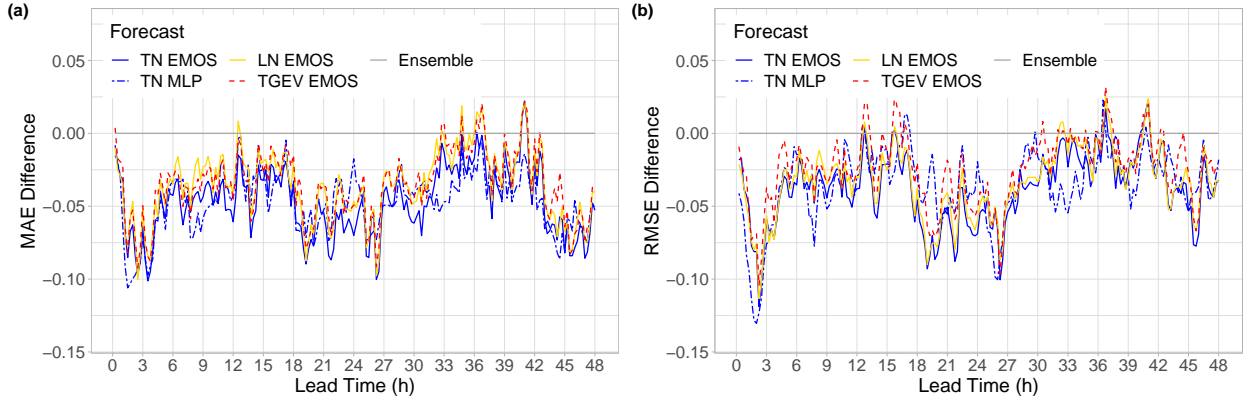 (a)
Forecast
TN EMOS LN EMOS Ensemble
TN MLP TGEV EMOS
MAE Difference
0.05
0.00
−0.05
−0.10
−0.15
0 3 6 9 12 15 18 21 24 27 30 33 36 39 42 45 48
Lead Time (h)
(b)
Forecast
TN EMOS LN EMOS Ensemble
TN MLP TGEV EMOS
RMSE Difference
0.05
0.00
−0.05
−0.10
−0.15
0 3 6 9 12 15 18 21 24 27 30 33 36 39 42 45 48
Lead Time (h)